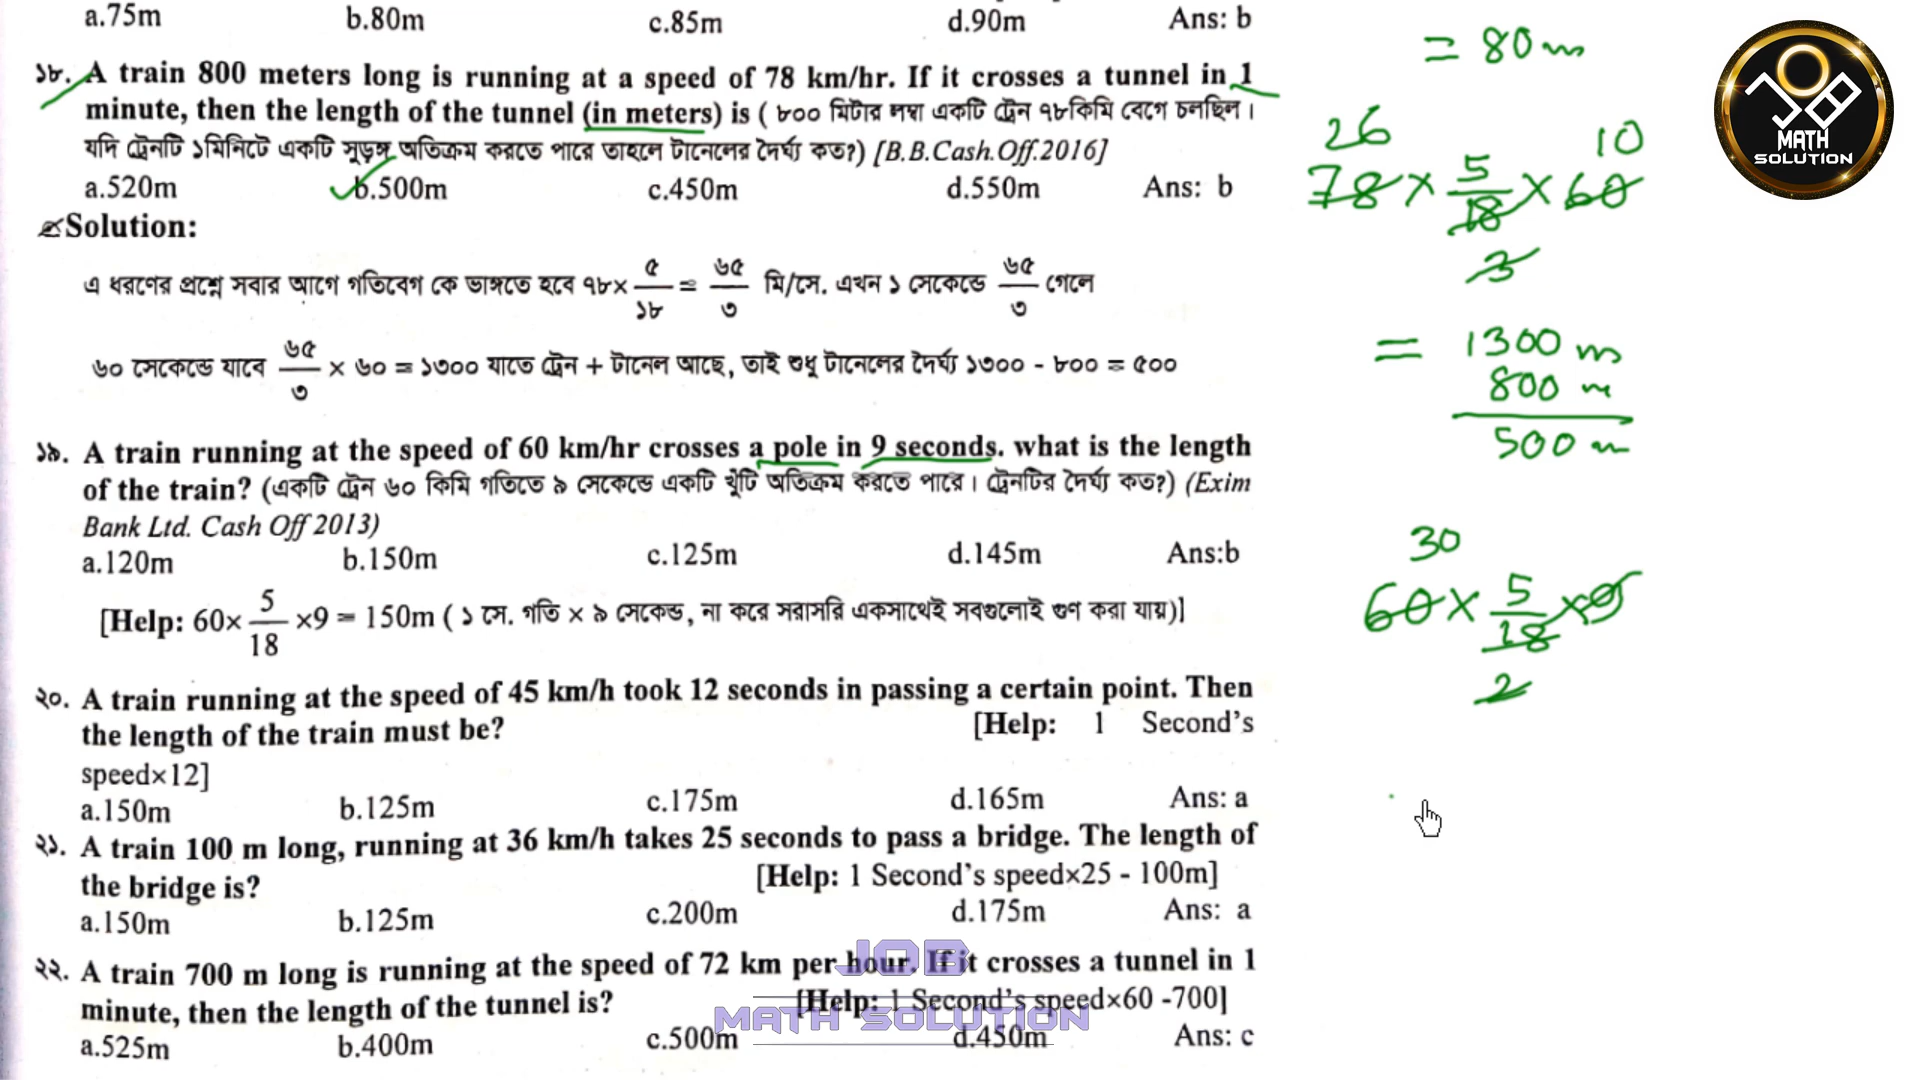 a.75m b.80m c.85m d.90m Ans: b
১৮. A train 800 meters long is running at a speed of 78 km/hr. If it crosses a tunnel in 1
minute, then the length of the tunnel (in meters) is ( ৮০০ মিটার লম্বা একটি ট্রেন ৭৮কিমি বেগে চলছিল।
যদি ট্রেনটি ১মিনিটে একটি সুড়ঙ্গ অতিক্রম করতে পারে তাহলে টানেলের দৈর্ঘ্য কত?) [B.B.Cash.Off.2016]
a.520m b.500m c.450m d.550m Ans: b
Solution:
এ ধরণের প্রশ্নে সবার আগে গতিবেগ কে ভাঙ্গতে হবে ৭৮×৫/১৮ = ৬৫/৩ মি/সে. এখন ১ সেকেন্ডে ৬৫/৩ গেলে
৬০ সেকেন্ডে যাবে ৬৫/৩ × ৬০ = ১৩০০ যাতে ট্রেন + টানেল আছে, তাই শুধু টানেলের দৈর্ঘ্য ১৩০০ - ৮০০ = ৫০০
১৯. A train running at the speed of 60 km/hr crosses a pole in 9 seconds. what is the length
of the train? (একটি ট্রেন ৬০ কিমি গতিতে ৯ সেকেন্ডে একটি খুঁটি অতিক্রম করতে পারে। ট্রেনটির দৈর্ঘ্য কত?) (Exim
Bank Ltd. Cash Off 2013)
a.120m b.150m c.125m d.145m Ans:b
[Help: 60×5/18×9 = 150m ( ১ সে. গতি × ৯ সেকেন্ড, না করে সরাসরি একসাথেই সবগুলোই গুণ করা যায়)]
২০. A train running at the speed of 45 km/h took 12 seconds in passing a certain point. Then
the length of the train must be? [Help: 1 Second's
speed×12]
a.150m b.125m c.175m d.165m Ans: a
২১. A train 100 m long, running at 36 km/h takes 25 seconds to pass a bridge. The length of
the bridge is? [Help: 1 Second's speed×25 - 100m]
a.150m b.125m c.200m d.175m Ans: a
২২. A train 700 m long is running at the speed of 72 km per hour. If it crosses a tunnel in 1
minute, then the length of the tunnel is? [Help: 1 Second's speed×60 -700]
a.525m b.400m c.500m d.450m Ans: c
= 80m
26 10
78 × 5/18 × 60
3
= 1300 m
800 m
500 m
30
60 × 5/18 × 9
2
JOB
MATH
SOLUTION
JOB
MATH SOLUTION